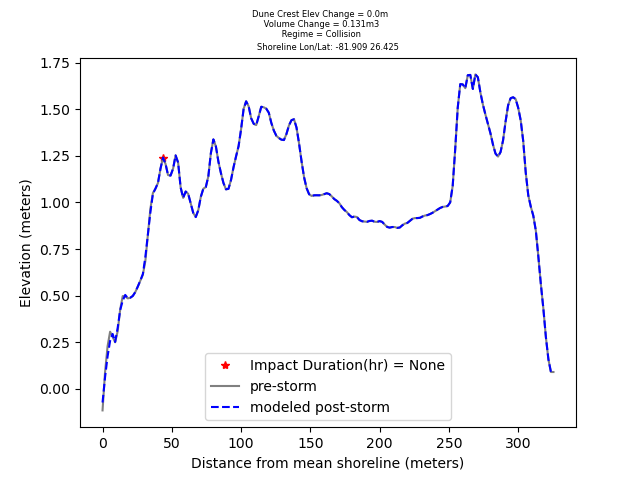 Dune Crest Elev Change = 0.0m
Volume Change = 0.131m3
Regime = Collision
Shoreline Lon/Lat: -81.909 26.425
1.75
1.50
1.25
1.00
0.75
0.50
0.25
0.00
Elevation (meters)
Impact Duration(hr) = None
pre-storm
modeled post-storm
0 50 100 150 200 250 300
Distance from mean shoreline (meters)